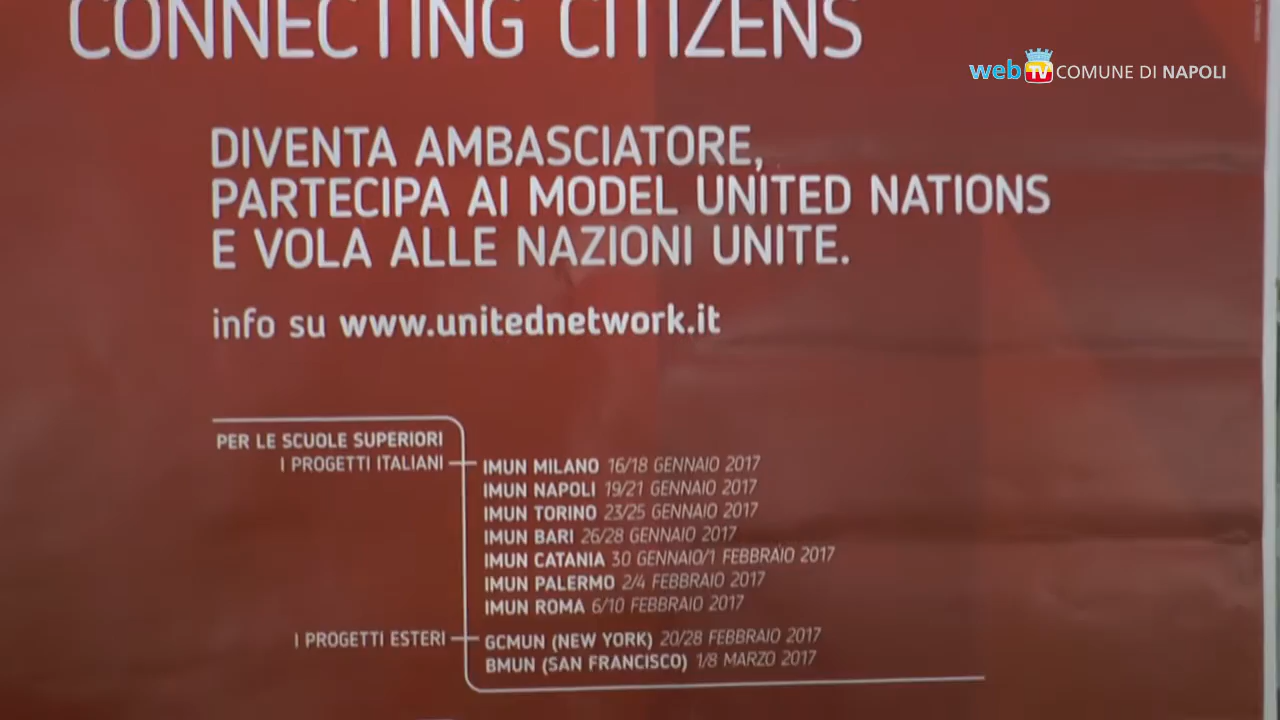 CONNECTING CITIZENS
web TV COMUNE DI NAPOLI
DIVENTA AMBASCIATORE,
PARTECIPA AI MODEL UNITED NATIONS
E VOLA ALLE NAZIONI UNITE.
info su www.unitednetwork.it
PER LE SCUOLE SUPERIORI
I PROGETTI ITALIANI
IMUN MILANO 16/18 GENNAIO 2017
IMUN NAPOLI 19/21 GENNAIO 2017
IMUN TORINO 23/25 GENNAIO 2017
IMUN BARI 26/28 GENNAIO 2017
IMUN CATANIA 30 GENNAIO/1 FEBBRAIO 2017
IMUN PALERMO 2/4 FEBBRAIO 2017
IMUN ROMA 6/10 FEBBRAIO 2017
I PROGETTI ESTERI
GCMUN (NEW YORK) 20/28 FEBBRAIO 2017
BMUN (SAN FRANCISCO) 1/8 MARZO 2017